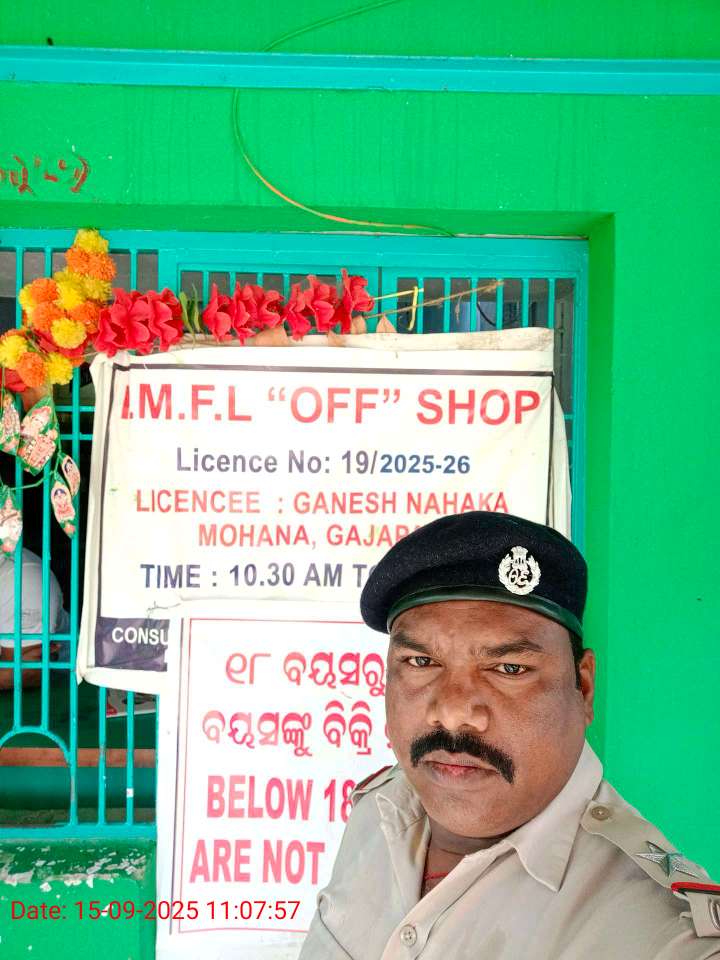 I.M.F.L “OFF” SHOP
Licence No: 19/2025-26
LICENCEE : GANESH NAHAKA
MOHANA,
TIME : 10.30 AM
୧୮ ବୟସରୁ
ବୟସଙ୍କୁ ବିକ୍ରି
BELOW 18
ARE NOT
Date: 15-09-2025 11:07:57